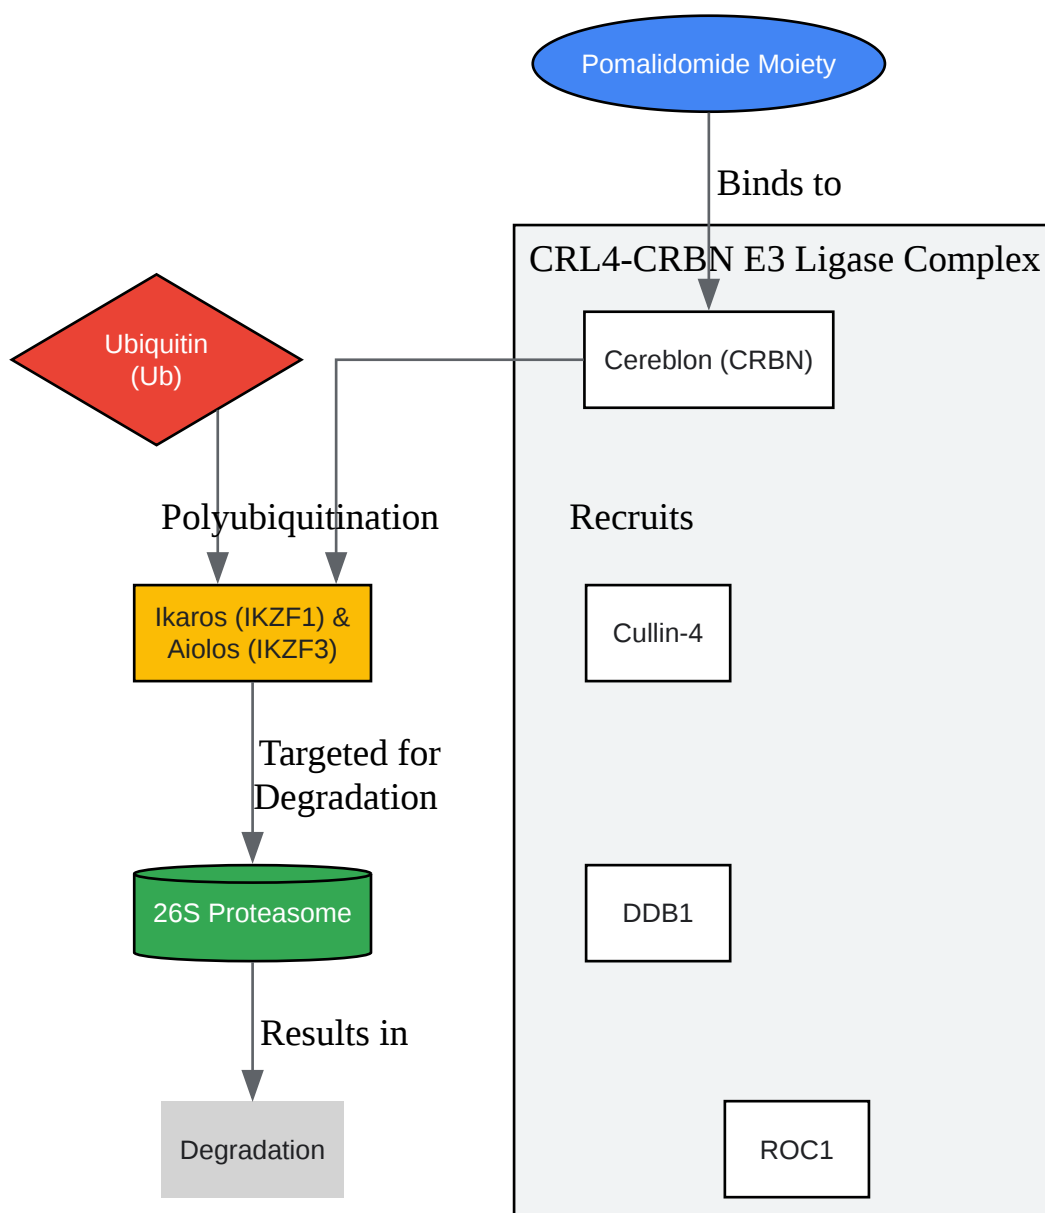 Pomalidomide Moiety
Binds to
CRL4-CRBN E3 Ligase Complex
Ubiquitin
(Ub)
Cereblon (CRBN)
Polyubiquitination
Recruits
Ikaros (IKZF1) &
Aiolos (IKZF3)
Cullin-4
Targeted for
Degradation
26S Proteasome
DDB1
Results in
Degradation
ROC1